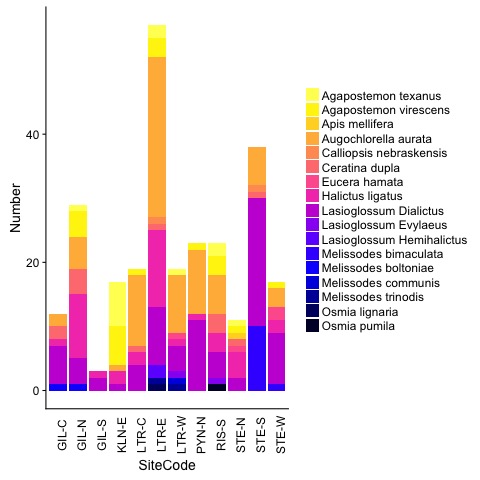 Number
40
20
0
GIL-C
GIL-N
GIL-S
KLN-E
LTR-C
LTR-E
LTR-W
PYN-N
RIS-S
STE-N
STE-S
STE-W
SiteCode
Agapostemon texanus
Agapostemon virescens
Apis mellifera
Augochlorella aurata
Calliopsis nebraskensis
Ceratina dupla
Eucera hamata
Halictus ligatus
Lasioglossum Dialictus
Lasioglossum Evylaeus
Lasioglossum Hemihalictus
Melissodes bimaculata
Melissodes boltoniae
Melissodes communis
Melissodes trinodis
Osmia lignaria
Osmia pumila